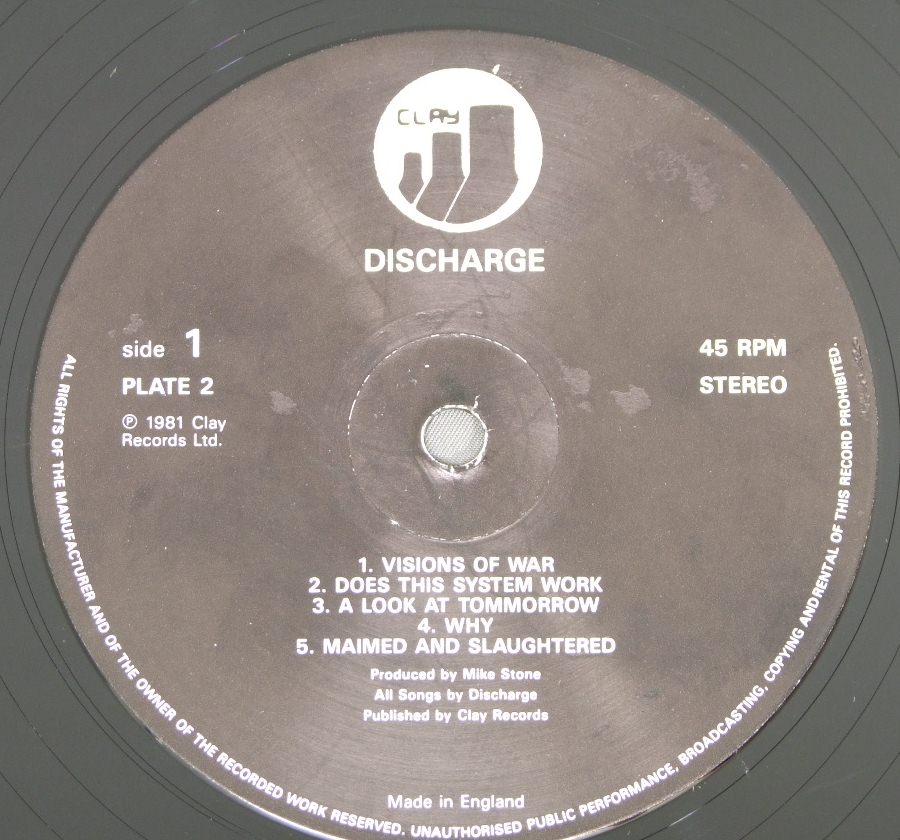 CLAY
DISCHARGE
side 1
PLATE 2
℗ 1981 Clay
Records Ltd.
45 RPM
STEREO
1. VISIONS OF WAR
2. DOES THIS SYSTEM WORK
3. A LOOK AT TOMMORROW
4. WHY
5. MAIMED AND SLAUGHTERED
Produced by Mike Stone
All Songs by Discharge
Published by Clay Records
Made in England
ALL RIGHTS OF THE MANUFACTURER AND OF THE OWNER OF THE RECORDED WORK RESERVED. UNAUTHORISED PUBLIC PERFORMANCE, BROADCASTING, COPYING AND RENTAL OF THIS RECORD PROHIBITED.